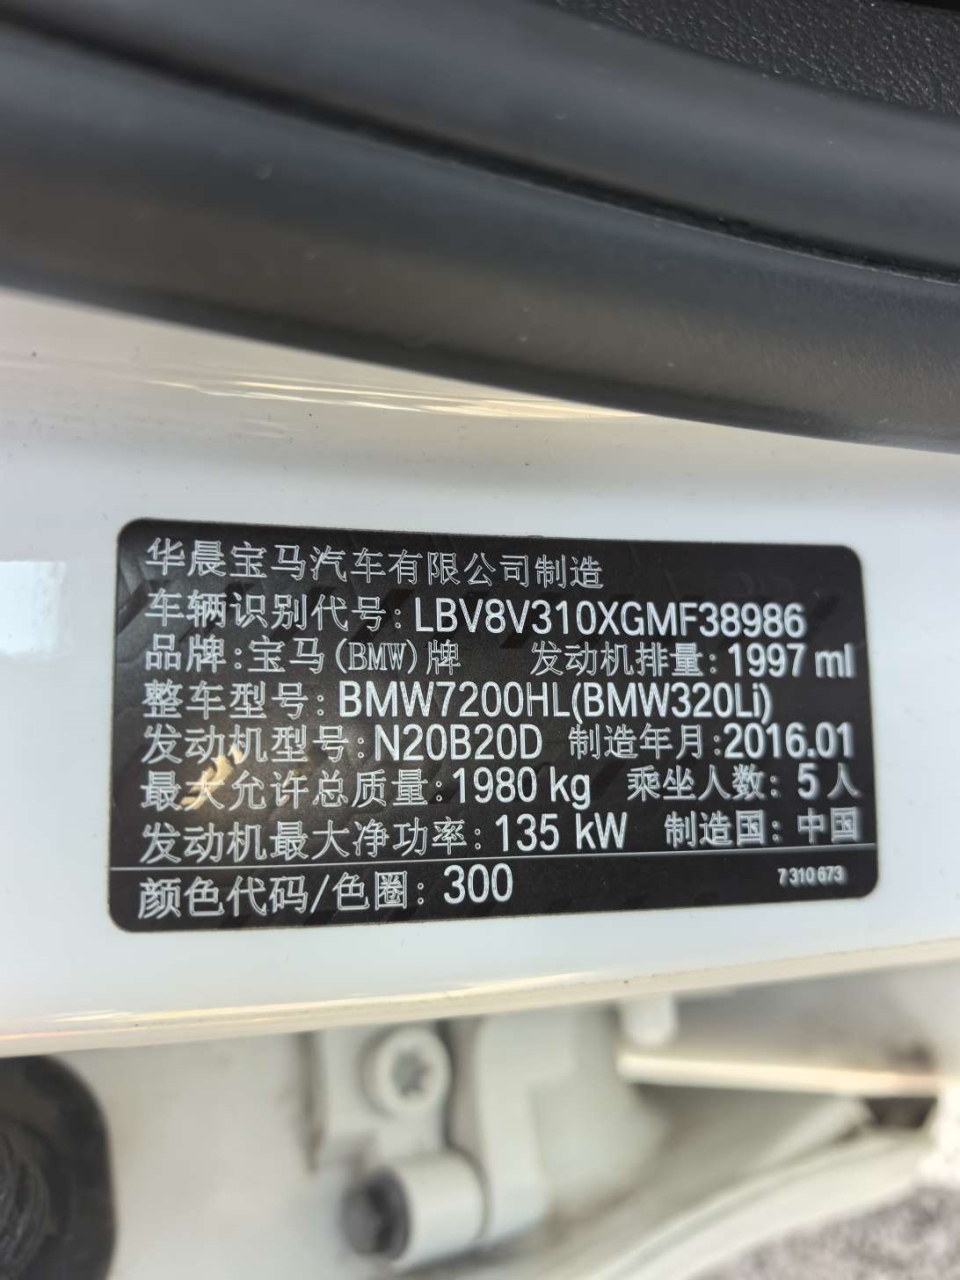 华晨宝马汽车有限公司制造
车辆识别代号:LBV8V310XGMF38986
品牌:宝马(BMW)牌 发动机排量:1997 ml
整车型号:BMW7200HL(BMW320Li)
发动机型号:N20B20D 制造年月:2016.01
最大允许总质量:1980 kg 乘坐人数: 5 人
发动机最大净功率:135 kW 制造国: 中国
颜色代码/色圈: 300 7 310 673